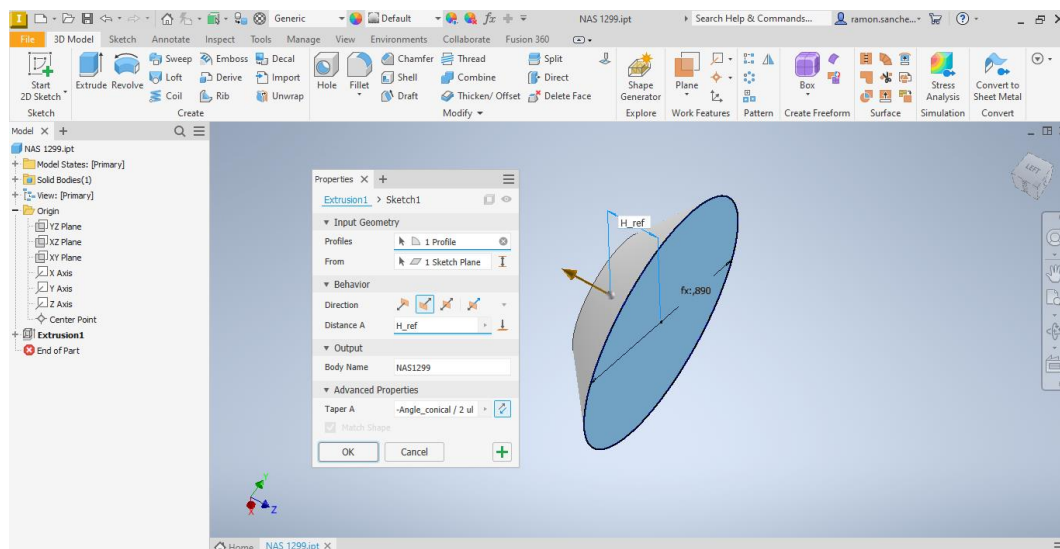 Generic
Default
fx
NAS 1299.ipt
Search Help & Commands...
ramon.sanche...
File 3D Model Sketch Annotate Inspect Tools Manage View Environments Collaborate Fusion 360
Start
2D Sketch
Extrude Revolve
Sweep Emboss Decal
Loft Derive Import
Coil Rib Unwrap
Hole Fillet
Chamfer Thread Split
Shell Combine Direct
Draft Thicken/ Offset Delete Face
Shape
Generator
Plane
Box
Stress
Analysis
Convert to
Sheet Metal
Sketch Create Modify Explore Work Features Pattern Create Freeform Surface Simulation Convert
Model X +
NAS 1299.ipt
Model States: [Primary]
Solid Bodies(1)
View: [Primary]
Origin
YZ Plane
XZ Plane
XY Plane
X Axis
Y Axis
Z Axis
Center Point
Extrusion1
End of Part
Properties X +
Extrusion1 > Sketch1
Input Geometry
Profiles 1 Profile
From 1 Sketch Plane
Behavior
Direction
Distance A H_ref
Output
Body Name NAS1299
Advanced Properties
Taper A -Angle_conical / 2 ul
Match Shape
OK Cancel +
H_ref
fx:,890
LEFT
Y
X
Z
Home NAS 1299.ipt X